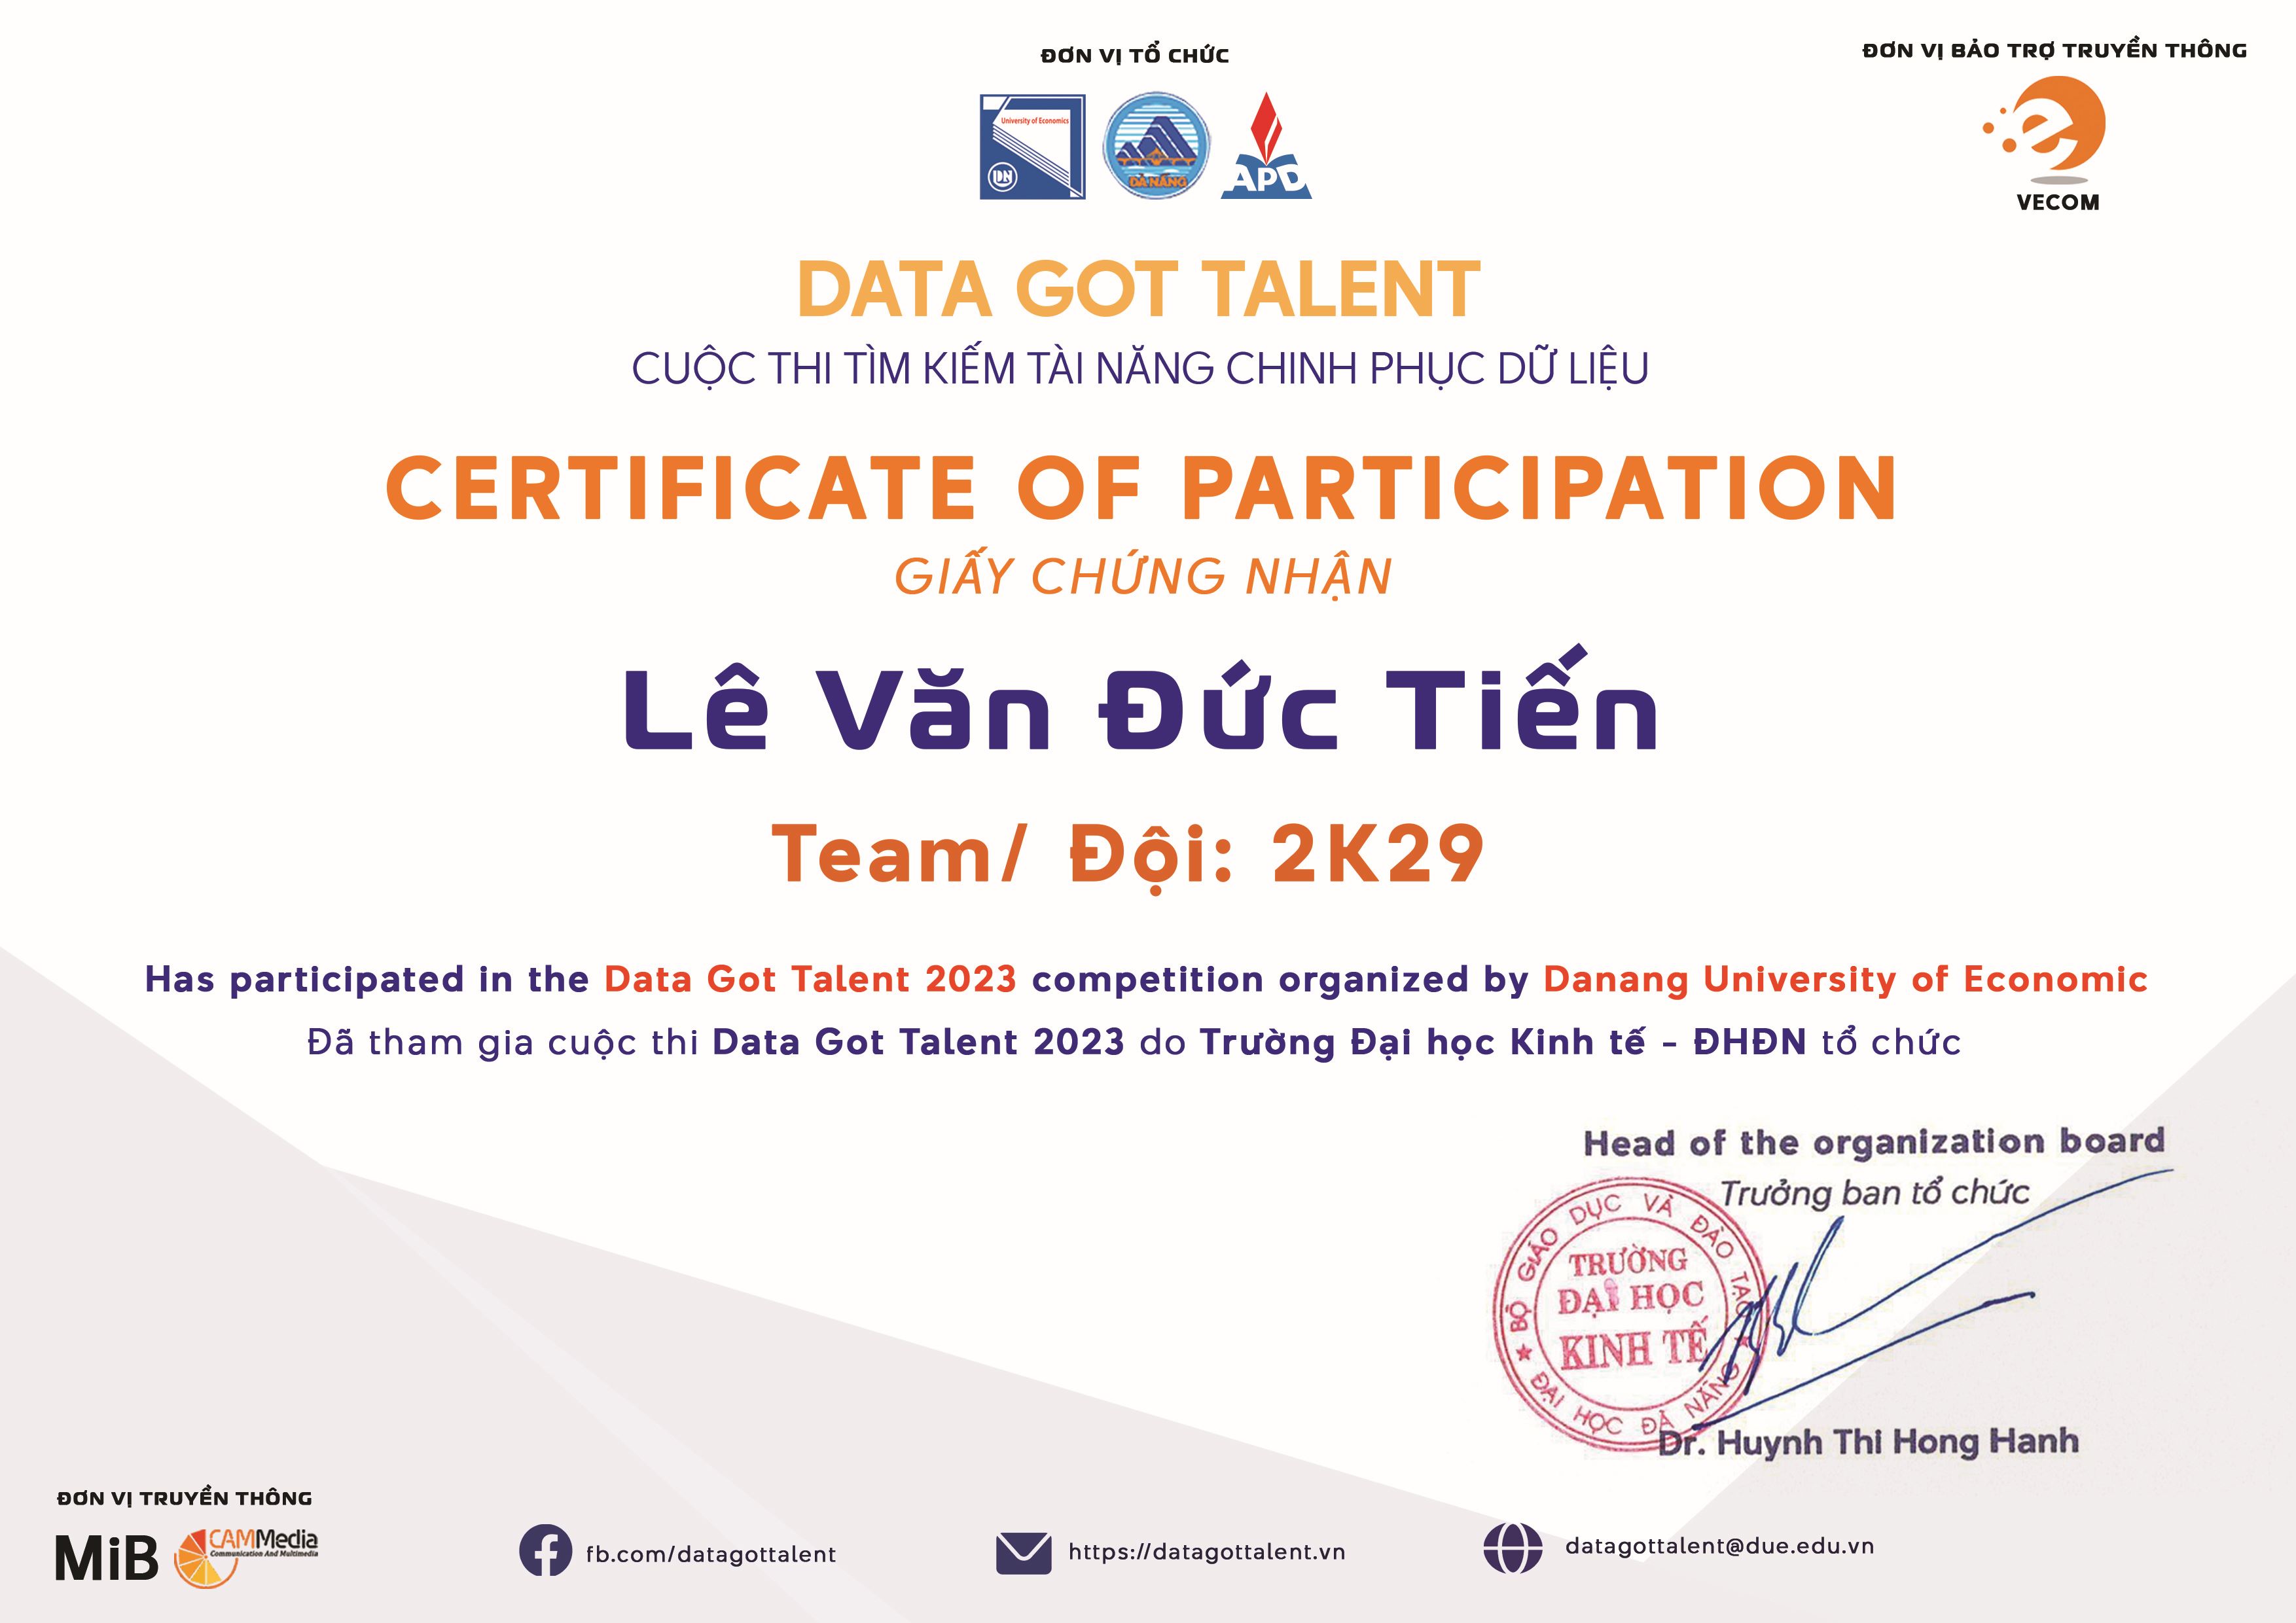 ĐƠN VỊ TỔ CHỨC
ĐƠN VỊ BẢO TRỢ TRUYỀN THÔNG
University of Economics
ĐN
ĐÀ NẴNG
APD
e
VECOM
DATA GOT TALENT
CUỘC THI TÌM KIẾM TÀI NĂNG CHINH PHỤC DỮ LIỆU
CERTIFICATE OF PARTICIPATION
GIẤY CHỨNG NHẬN
Lê Văn Đức Tiến
Team/ Đội: 2K29
Has participated in the Data Got Talent 2023 competition organized by Danang University of Economic
Đã tham gia cuộc thi Data Got Talent 2023 do Trường Đại học Kinh tế - ĐHĐN tổ chức
Head of the organization board
Trưởng ban tổ chức
BỘ GIÁO DỤC VÀ ĐÀO TẠO
TRƯỜNG
ĐẠI HỌC
KINH TẾ
★ ĐẠI HỌC ĐÀ NẴNG ★
Dr. Huynh Thi Hong Hanh
ĐƠN VỊ TRUYỀN THÔNG
MiB
CAMMedia
Communication And Multimedia
fb.com/datagottalent
https://datagottalent.vn
datagottalent@due.edu.vn